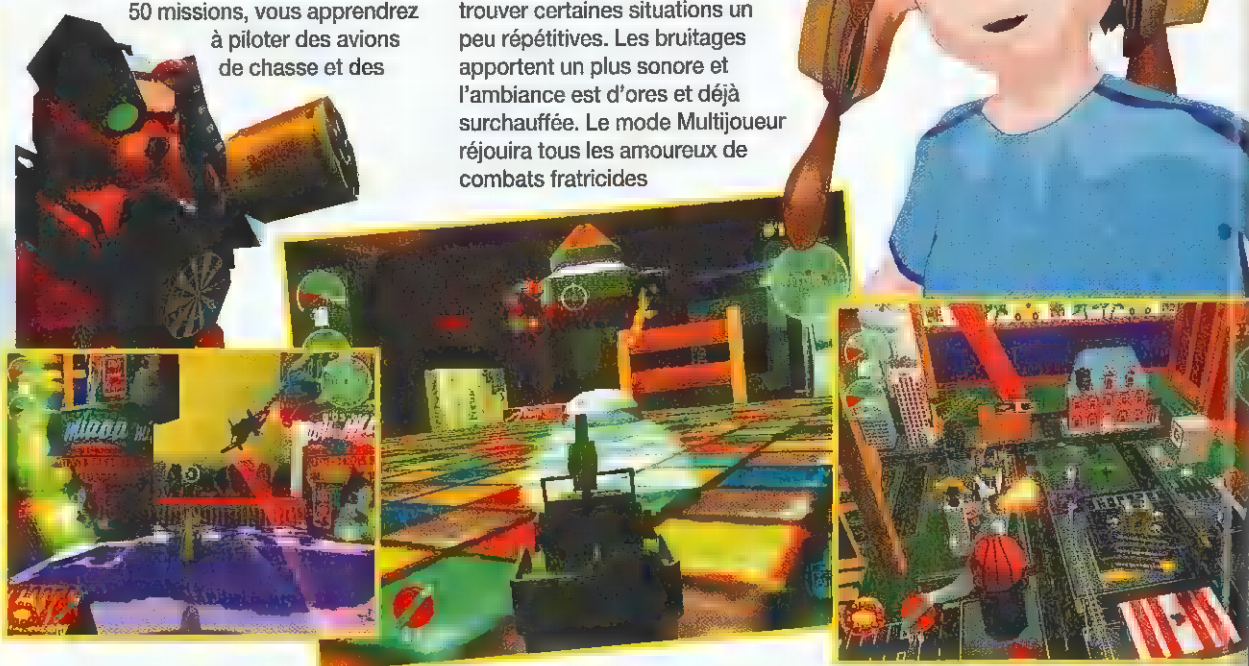 50 missions, vous apprendrez
à piloter des avions
de chasse et des
trouver certaines situations un
peu répétitives. Les bruitages
apportent un plus sonore et
l'ambiance est d'ores et déjà
surchauffée. Le mode Multijoueur
réjouira tous les amoureux de
combats fratricides